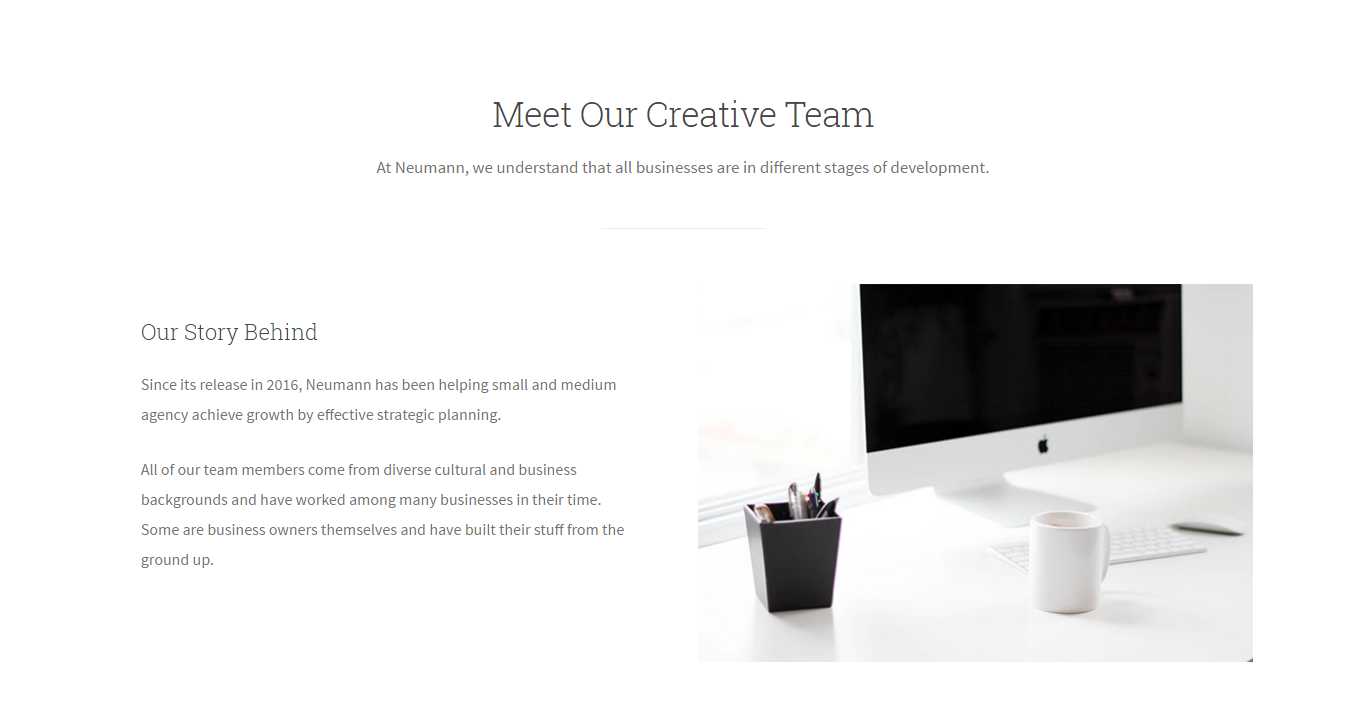 Meet Our Creative Team
At Neumann, we understand that all businesses are in different stages of development.
Our Story Behind
Since its release in 2016, Neumann has been helping small and medium
agency achieve growth by effective strategic planning.
All of our team members come from diverse cultural and business
backgrounds and have worked among many businesses in their time.
Some are business owners themselves and have built their stuff from the
ground up.